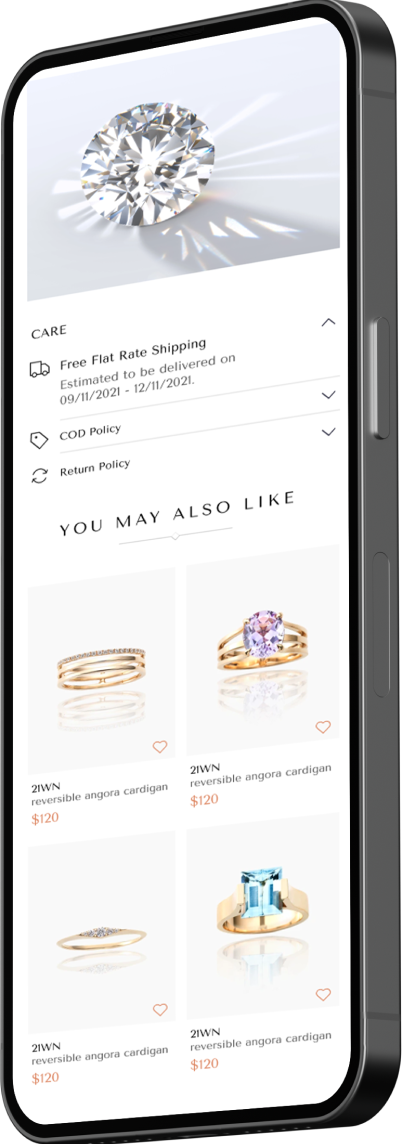 CARE
Free Flat Rate Shipping
Estimated to be delivered on
09/11/2021 - 12/11/2021.
COD Policy
Return Policy
YOU MAY ALSO LIKE
21WN
reversible angora cardigan
$120
21WN
reversible angora cardigan
$120
21WN
reversible angora cardigan
$120
21WN
reversible angora cardigan
$120